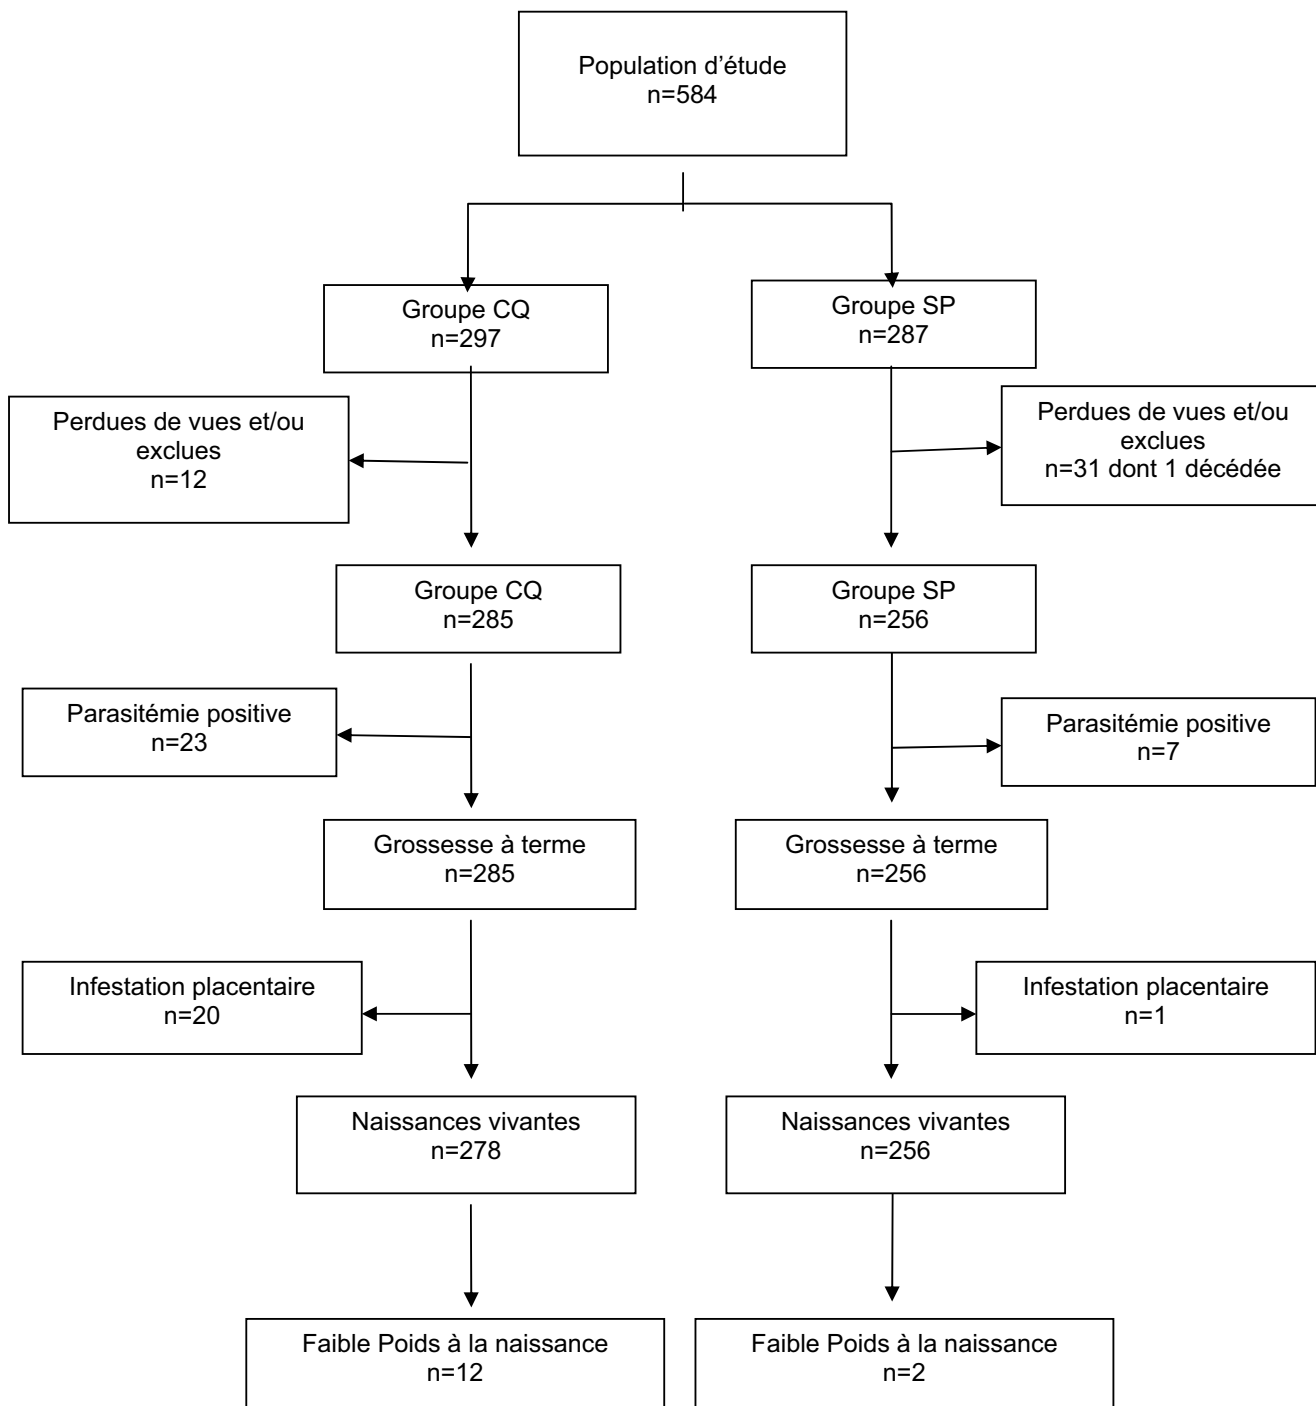 Population d'étude
n=584
Groupe CQ
n=297
Groupe SP
n=287
Perdues de vues et/ou
exclues
n=12
Perdues de vues et/ou
exclues
n=31 dont 1 décédée
Groupe CQ
n=285
Groupe SP
n=256
Parasitémie positive
n=23
Parasitémie positive
n=7
Grossesse à terme
n=285
Grossesse à terme
n=256
Infestation placentaire
n=20
Infestation placentaire
n=1
Naissances vivantes
n=278
Naissances vivantes
n=256
Faible Poids à la naissance
n=12
Faible Poids à la naissance
n=2